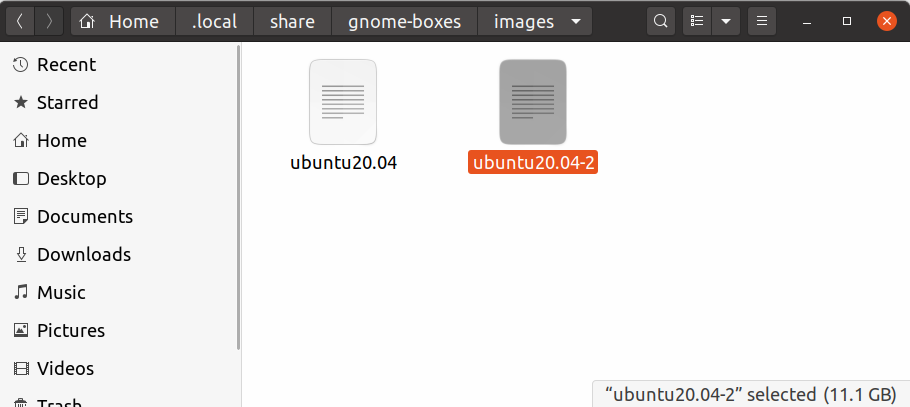 Home .local share gnome-boxes images
Recent
Starred
Home
Desktop
Documents
Downloads
Music
Pictures
Videos
Trash
ubuntu20.04 ubuntu20.04-2
“ubuntu20.04-2” selected (11.1 GB)